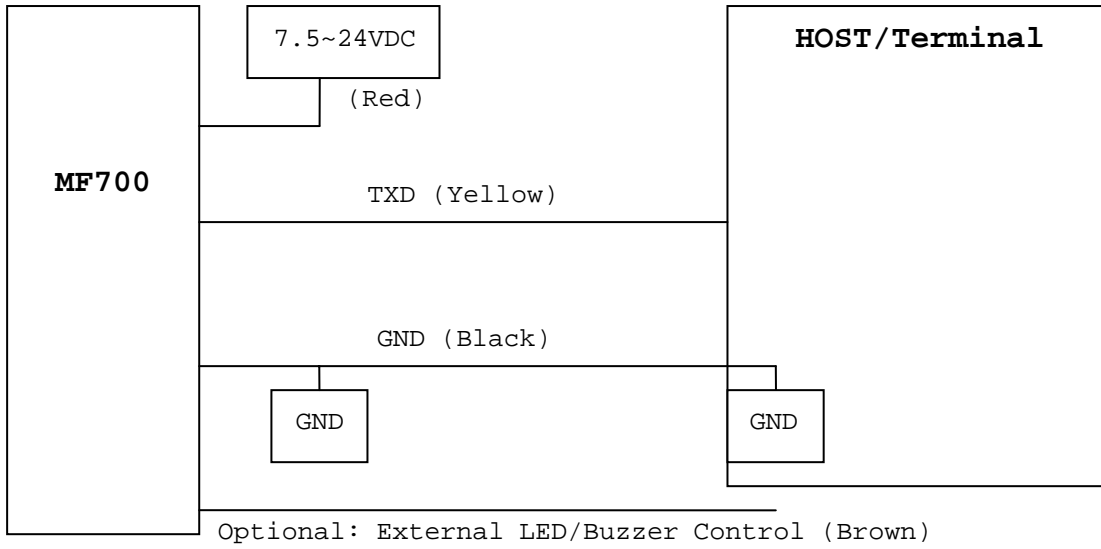 7.5~24VDC
HOST/Terminal
(Red)
MF700
TXD (Yellow)
GND (Black)
GND
GND
Optional: External LED/Buzzer Control (Brown)